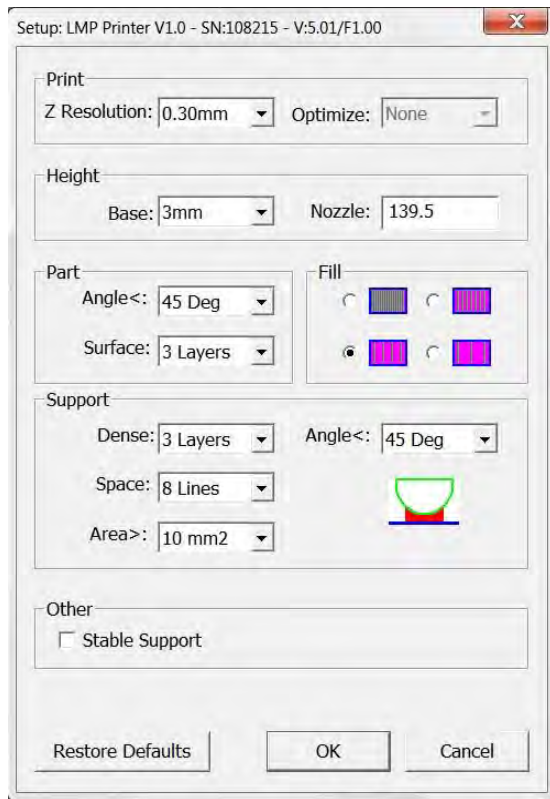 Setup: LMP Printer V1.0 - SN:108215 - V:5.01/F1.00
Print
Z Resolution: 0.30mm Optimize: None
Height
Base: 3mm Nozzle: 139.5
Part Fill
Angle<: 45 Deg
Surface: 3 Layers
Support
Dense: 3 Layers Angle<: 45 Deg
Space: 8 Lines
Area>: 10 mm2
Other
Stable Support
Restore Defaults OK Cancel